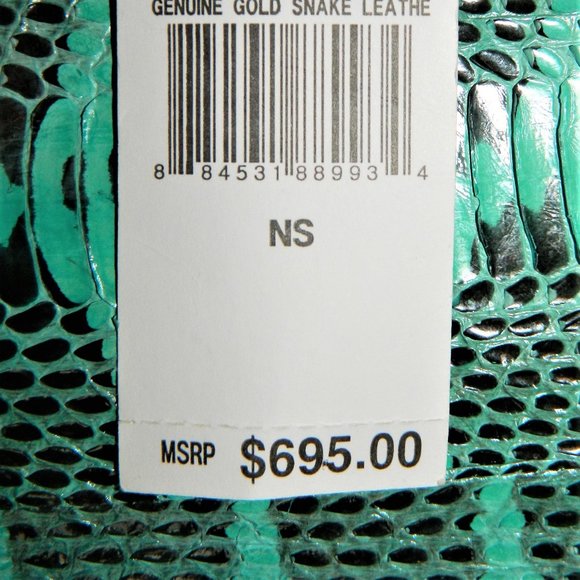 GENUINE GOLD SNAKE LEATHE
8 84531 88993 4
NS
MSRP $695.00